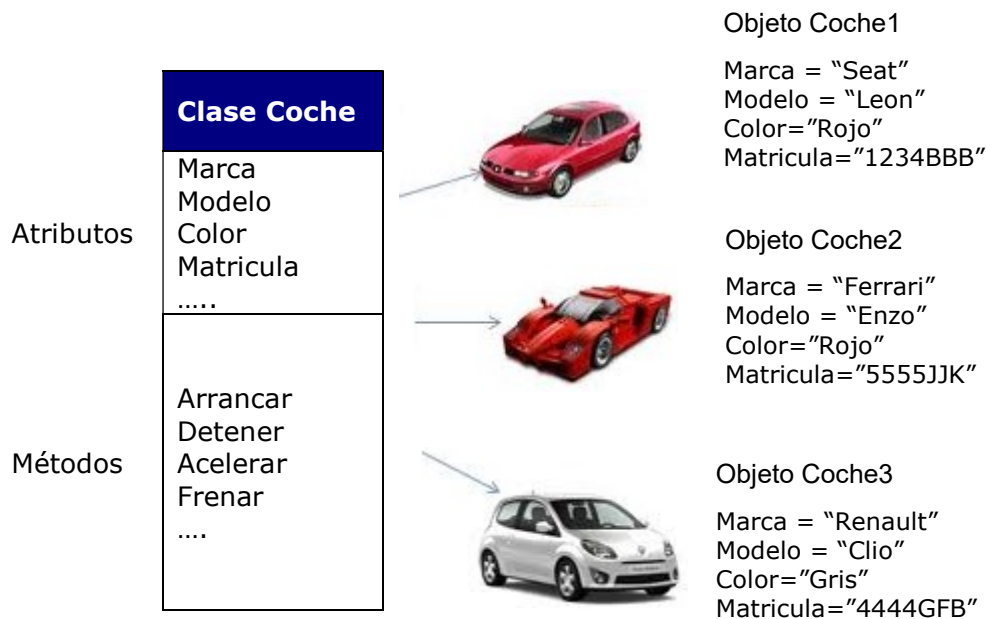 Clase Coche
Atributos
Marca
Modelo
Color
Matricula
…..
Métodos
Arrancar
Detener
Acelerar
Frenar
….
Objeto Coche1
Marca = “Seat”
Modelo = “Leon”
Color=”Rojo”
Matricula=”1234BBB”
Objeto Coche2
Marca = “Ferrari”
Modelo = “Enzo”
Color=”Rojo”
Matricula=”5555JJK”
Objeto Coche3
Marca = “Renault”
Modelo = “Clio”
Color=”Gris”
Matricula=”4444GFB”